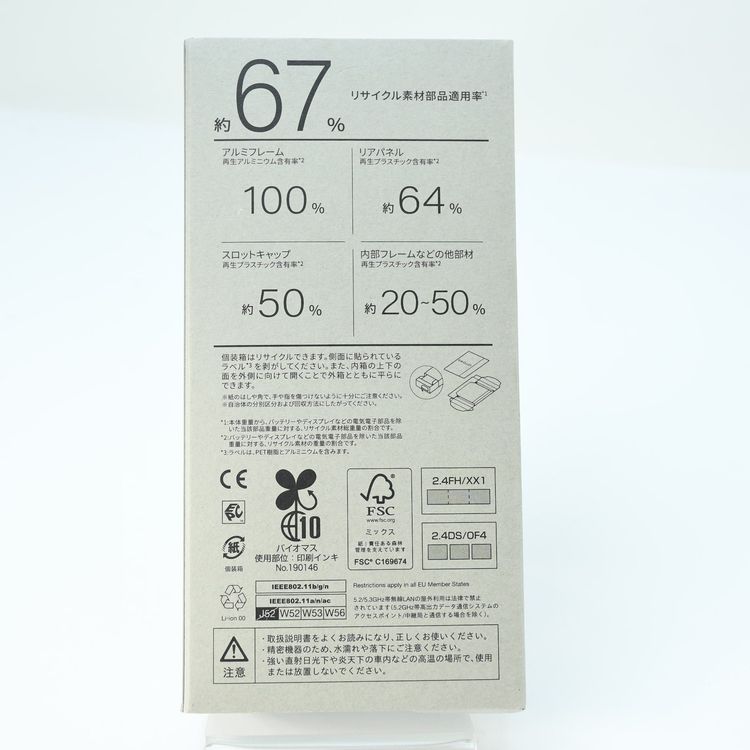 約67% リサイクル素材部品適用率*1
アルミフレーム
再生アルミニウム含有率*2
100%
リアパネル
再生プラスチック含有率*2
約64%
スロットキャップ
再生プラスチック含有率*2
約50%
内部フレームなどの他部材
再生プラスチック含有率*2
約20~50%
個装箱はリサイクルできます。側面に貼られている
ラベル*3を剥がしてください。また、内箱の上下の
面を外側に向けて開くことで外箱とともに平らに
できます。
※紙のはしや角で、手や指を傷つけないように十分にご注意ください。
※自治体の分別区分および回収方法にしたがってください。
*1:本体重量から、バッテリーやディスプレイなどの電気電子部品を除
いた当該部品重量に対する、リサイクル素材総重量の割合です。
*2:バッテリーやディスプレイなどの電気電子部品を除いた当該部品
重量に対する、リサイクル素材の重量の割合です。
*3:ラベルは、PET樹脂とアルミニウムを含みます。
CE
紙
個装箱
Li-ion 00
10
バイオマス
使用部位:印刷インキ
No.190146
FSC
www.fsc.org
ミックス
紙|責任ある森林
管理を支えています
FSC® C169674
2.4FH/XX1
2.4DS/OF4
IEEE802.11b/g/n
IEEE802.11a/n/ac
J52 W52 W53 W56
Restrictions apply in all EU Member States
5.2/5.3GHz帯無線LANの屋外利用は法律で禁止
されています(5.2GHz帯高出力データ通信システムの
アクセスポイント/中継局と通信する場合を除く)。
注意
・取扱説明書をよくお読みになり、正しくお使いください。
・精密機器のため、水濡れや落下にご注意ください。
・強い直射日光下や炎天下の車内などの高温の場所で、使用
または放置しないでください。